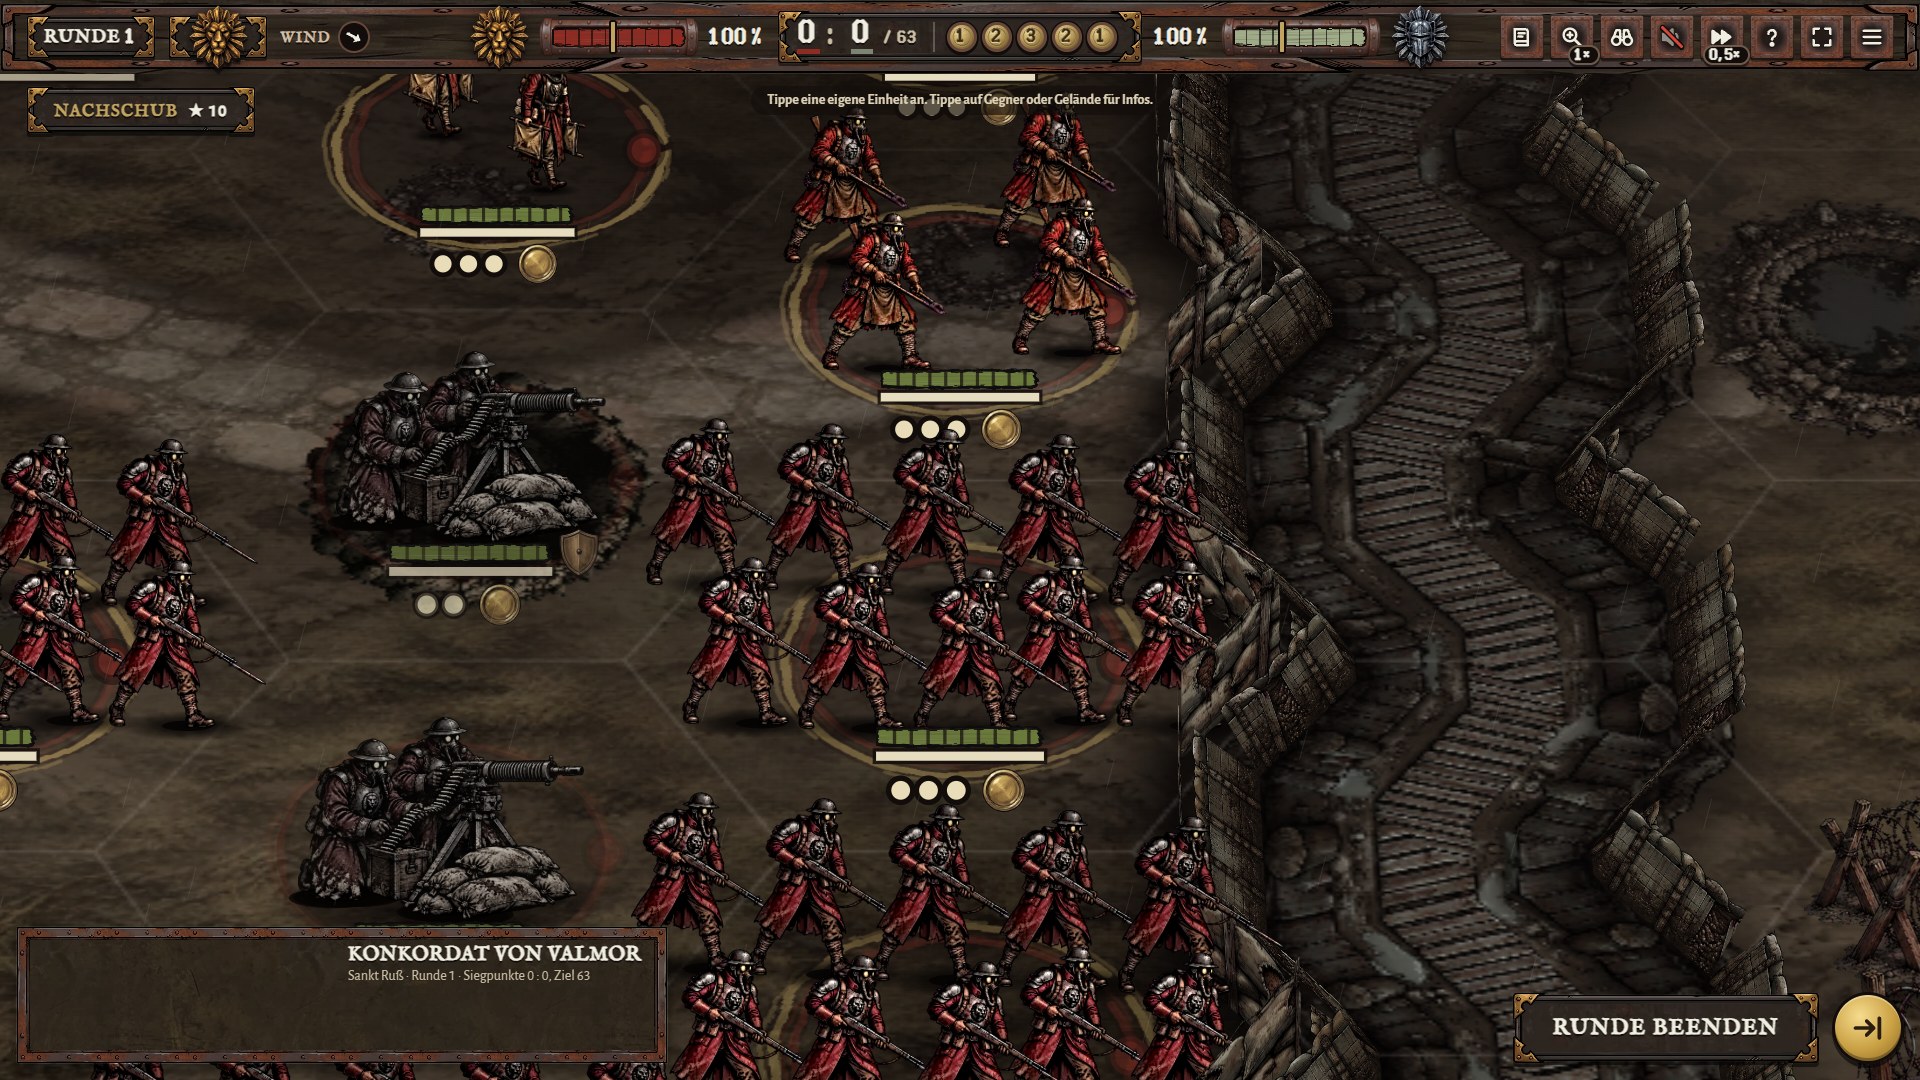 RUNDE 1
WIND
100%
0 : 0 / 63
1 2 3 2 1
100%
1×
0,5×
?
NACHSCHUB ★ 10
Tippe eine eigene Einheit an. Tippe auf Gegner oder Gelände für Infos.
KONKORDAT VON VALMOR
Sankt Ruß · Runde 1 · Siegpunkte 0 : 0, Ziel 63
RUNDE BEENDEN